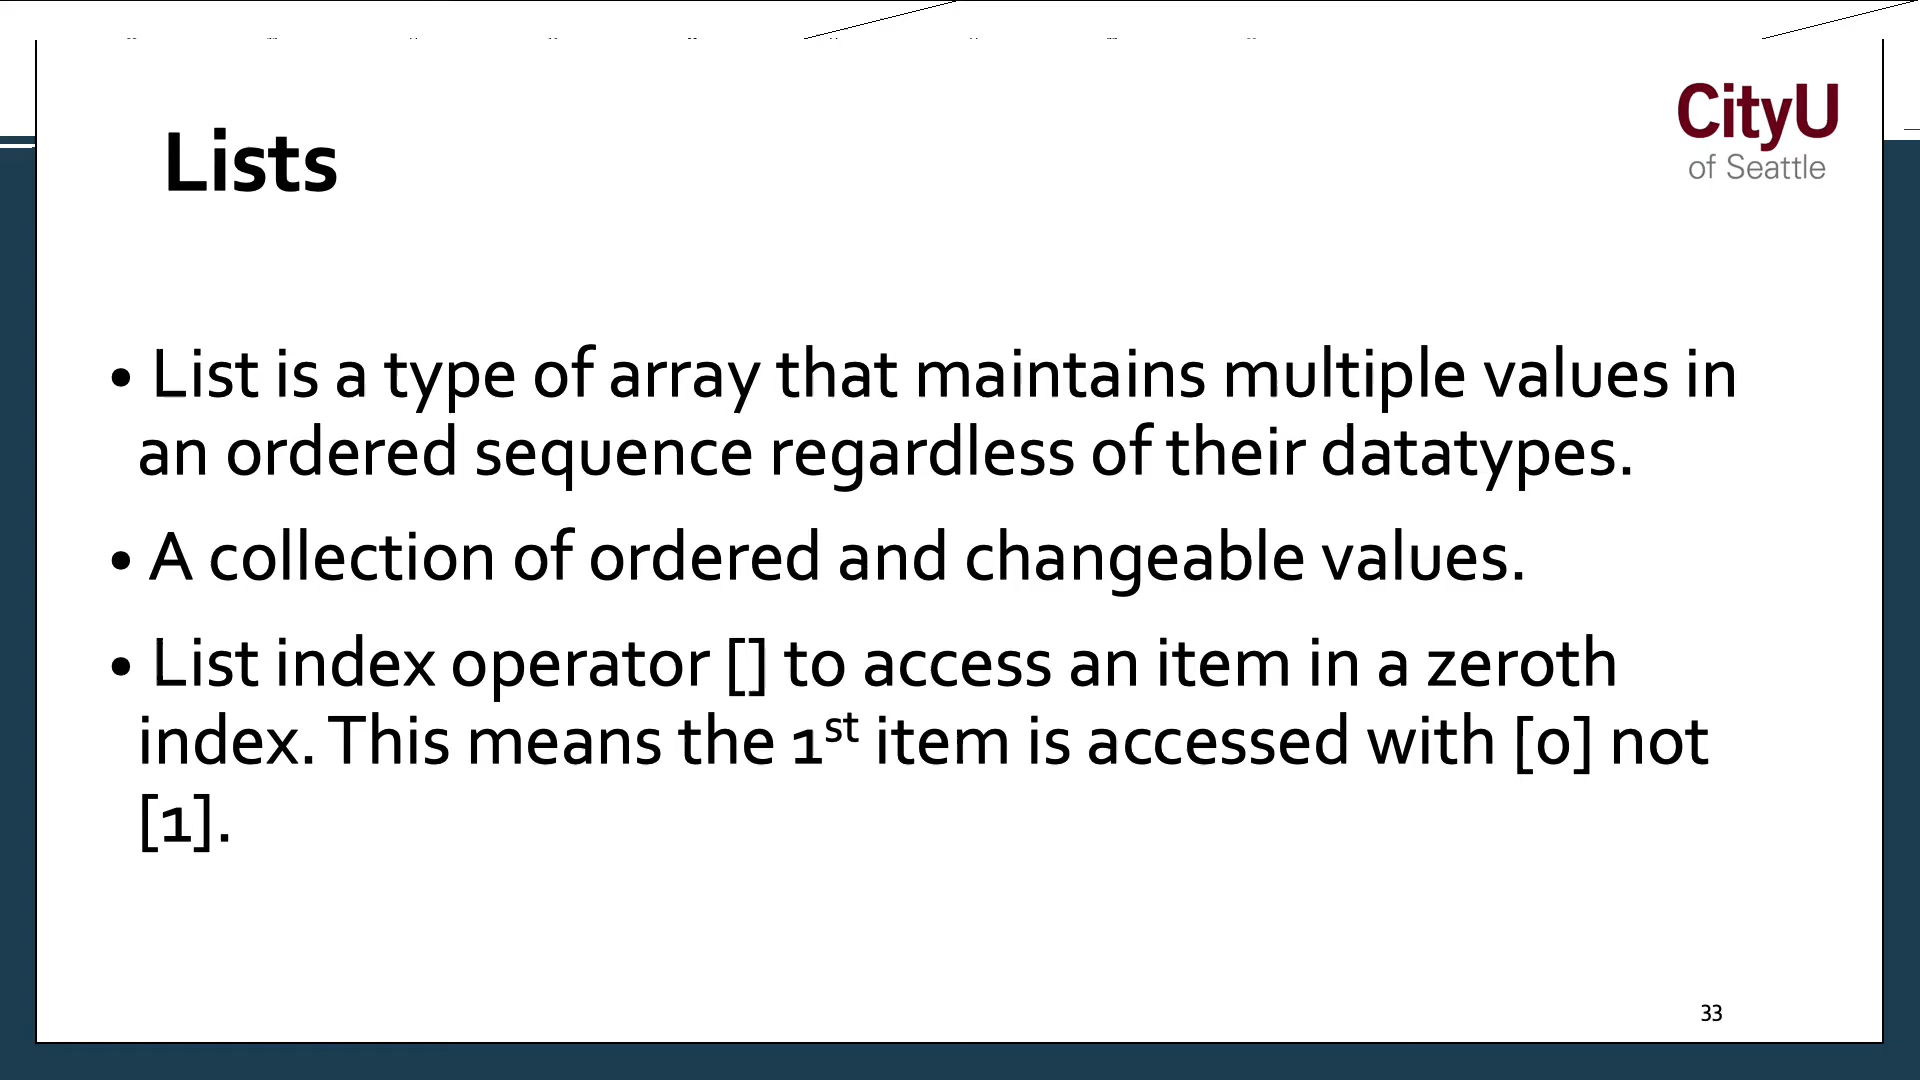 CityU
of Seattle
Lists
• List is a type of array that maintains multiple values in
an ordered sequence regardless of their datatypes.
• A collection of ordered and changeable values.
• List index operator [] to access an item in a zeroth
index. This means the 1st item is accessed with [0] not
[1].
33